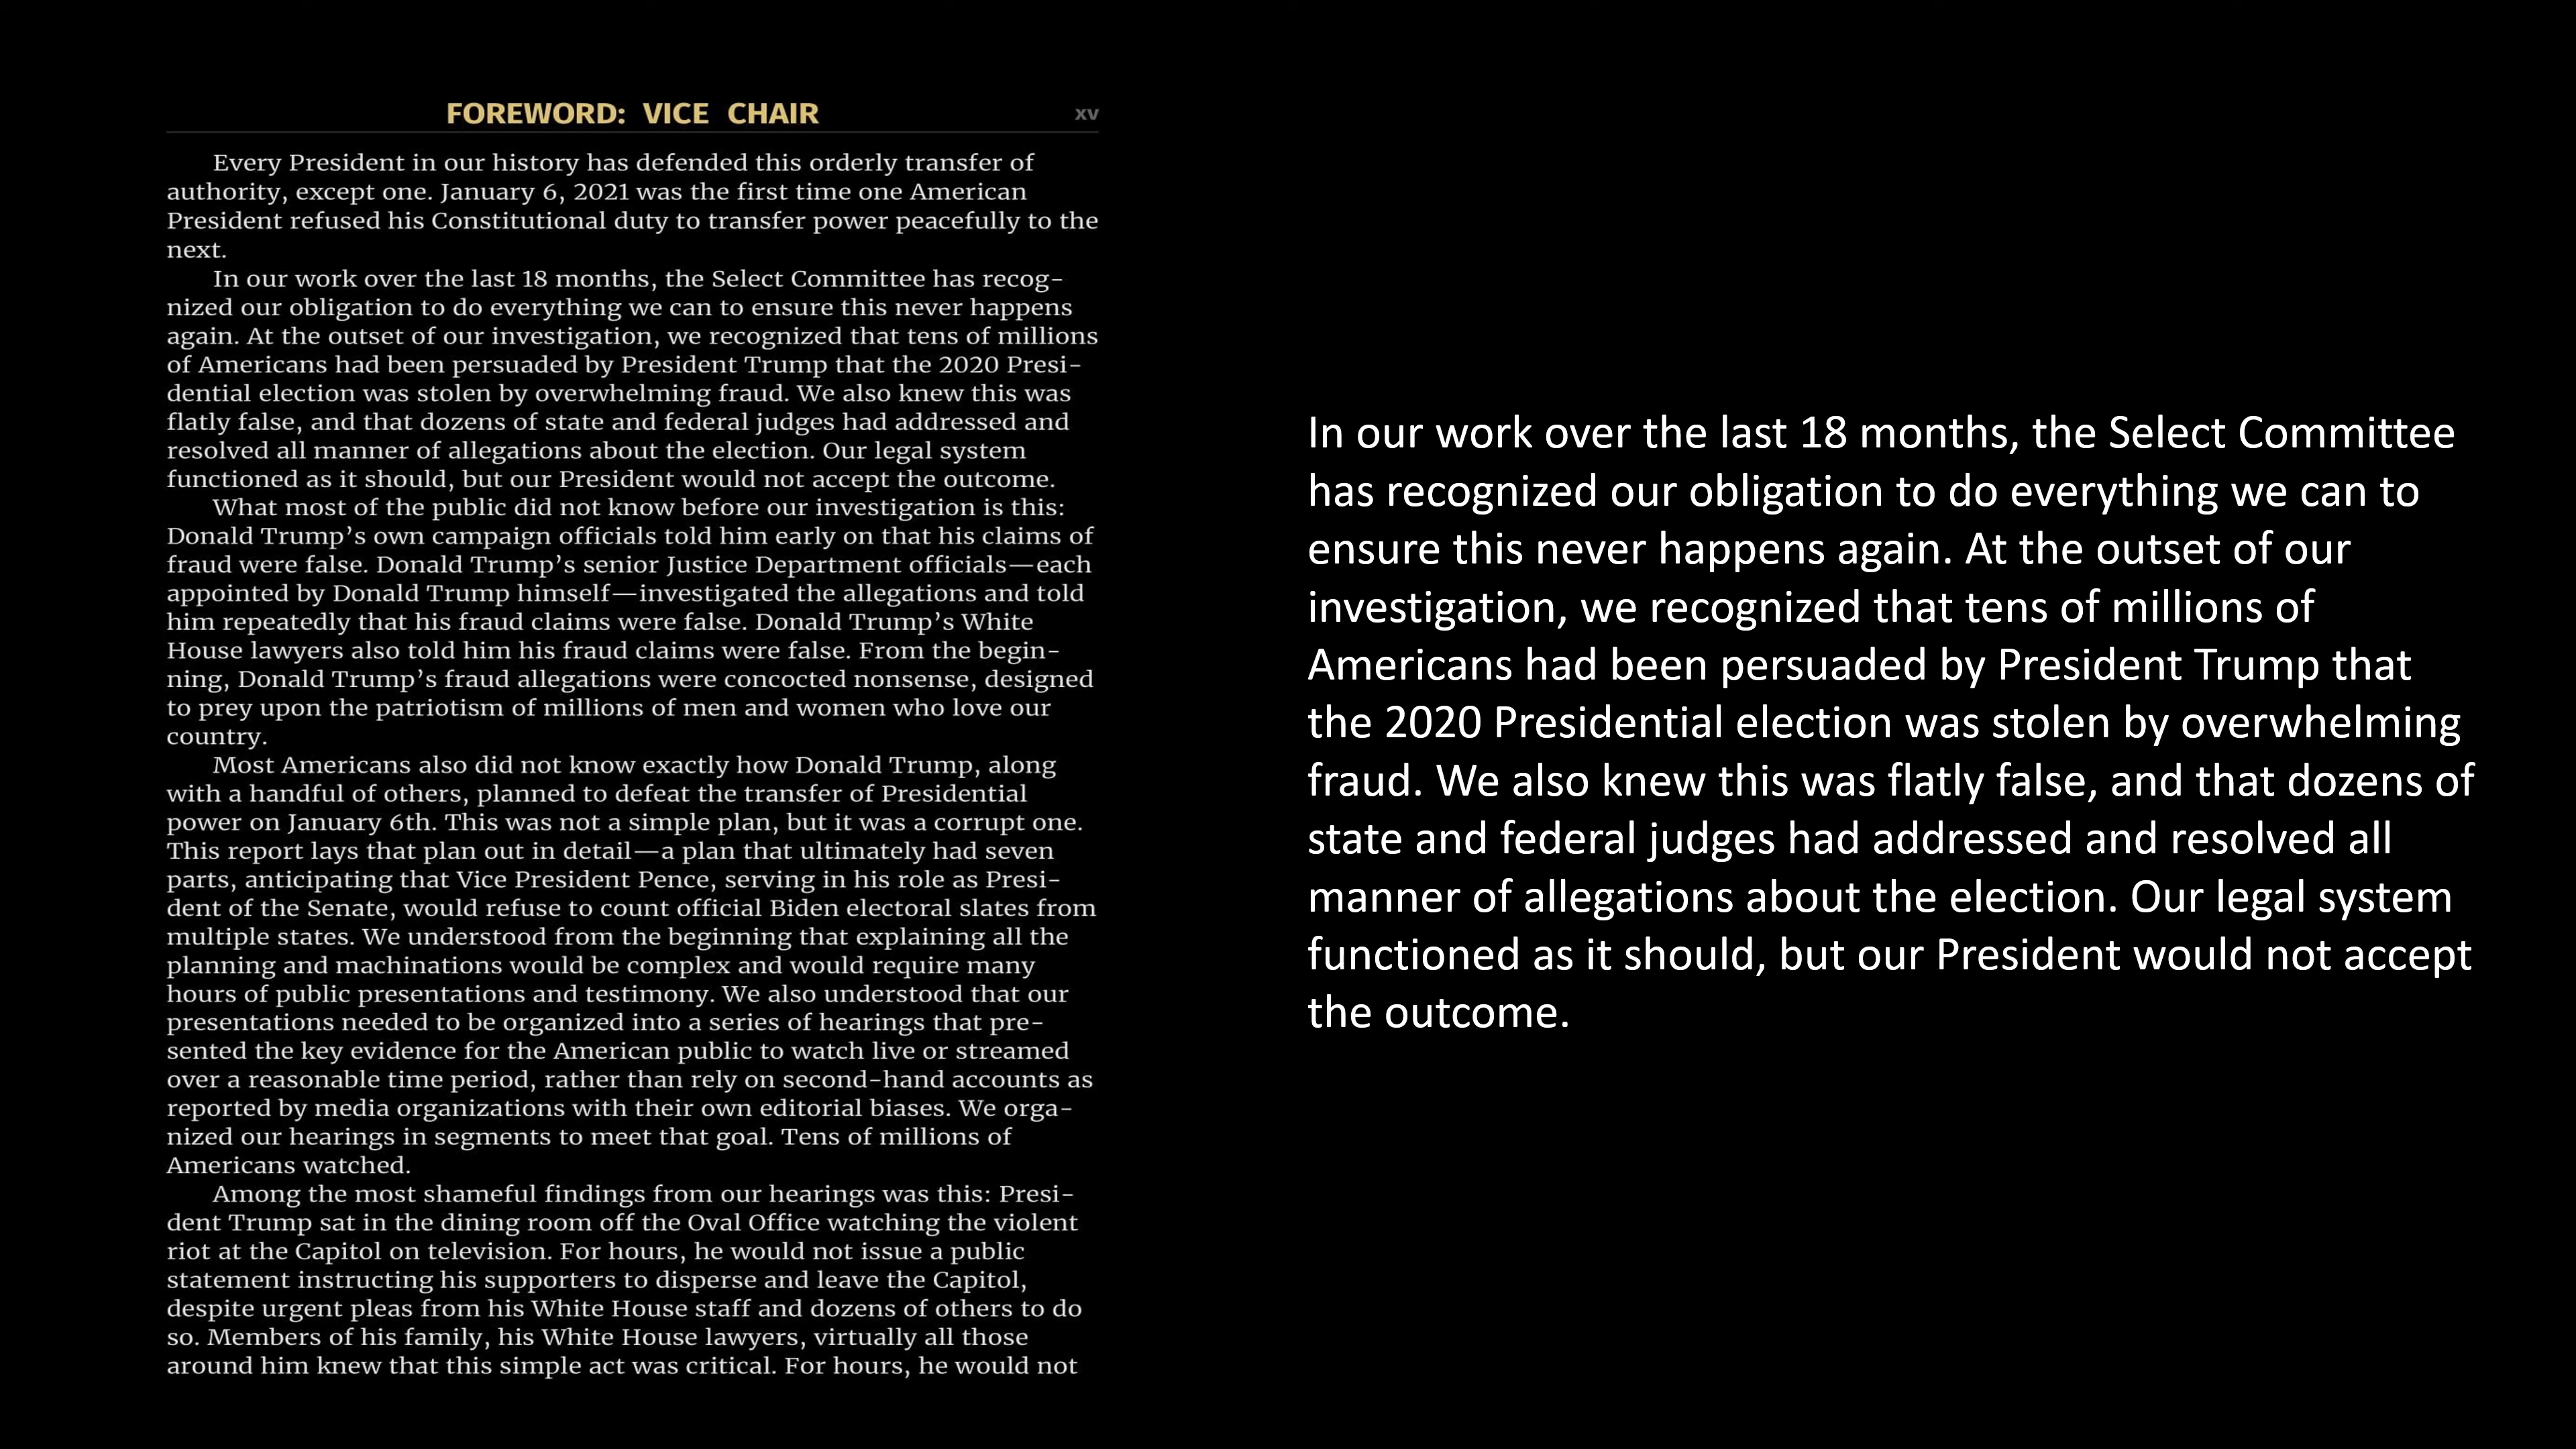 FOREWORD: VICE CHAIR xv
Every President in our history has defended this orderly transfer of
authority, except one. January 6, 2021 was the first time one American
President refused his Constitutional duty to transfer power peacefully to the
next.
In our work over the last 18 months, the Select Committee has recog-
nized our obligation to do everything we can to ensure this never happens
again. At the outset of our investigation, we recognized that tens of millions
of Americans had been persuaded by President Trump that the 2020 Presi-
dential election was stolen by overwhelming fraud. We also knew this was
flatly false, and that dozens of state and federal judges had addressed and
resolved all manner of allegations about the election. Our legal system
functioned as it should, but our President would not accept the outcome.
What most of the public did not know before our investigation is this:
Donald Trump’s own campaign officials told him early on that his claims of
fraud were false. Donald Trump’s senior Justice Department officials—each
appointed by Donald Trump himself—investigated the allegations and told
him repeatedly that his fraud claims were false. Donald Trump’s White
House lawyers also told him his fraud claims were false. From the begin-
ning, Donald Trump’s fraud allegations were concocted nonsense, designed
to prey upon the patriotism of millions of men and women who love our
country.
Most Americans also did not know exactly how Donald Trump, along
with a handful of others, planned to defeat the transfer of Presidential
power on January 6th. This was not a simple plan, but it was a corrupt one.
This report lays that plan out in detail—a plan that ultimately had seven
parts, anticipating that Vice President Pence, serving in his role as Presi-
dent of the Senate, would refuse to count official Biden electoral slates from
multiple states. We understood from the beginning that explaining all the
planning and machinations would be complex and would require many
hours of public presentations and testimony. We also understood that our
presentations needed to be organized into a series of hearings that pre-
sented the key evidence for the American public to watch live or streamed
over a reasonable time period, rather than rely on second-hand accounts as
reported by media organizations with their own editorial biases. We orga-
nized our hearings in segments to meet that goal. Tens of millions of
Americans watched.
Among the most shameful findings from our hearings was this: Presi-
dent Trump sat in the dining room off the Oval Office watching the violent
riot at the Capitol on television. For hours, he would not issue a public
statement instructing his supporters to disperse and leave the Capitol,
despite urgent pleas from his White House staff and dozens of others to do
so. Members of his family, his White House lawyers, virtually all those
around him knew that this simple act was critical. For hours, he would not
In our work over the last 18 months, the Select Committee
has recognized our obligation to do everything we can to
ensure this never happens again. At the outset of our
investigation, we recognized that tens of millions of
Americans had been persuaded by President Trump that
the 2020 Presidential election was stolen by overwhelming
fraud. We also knew this was flatly false, and that dozens of
state and federal judges had addressed and resolved all
manner of allegations about the election. Our legal system
functioned as it should, but our President would not accept
the outcome.